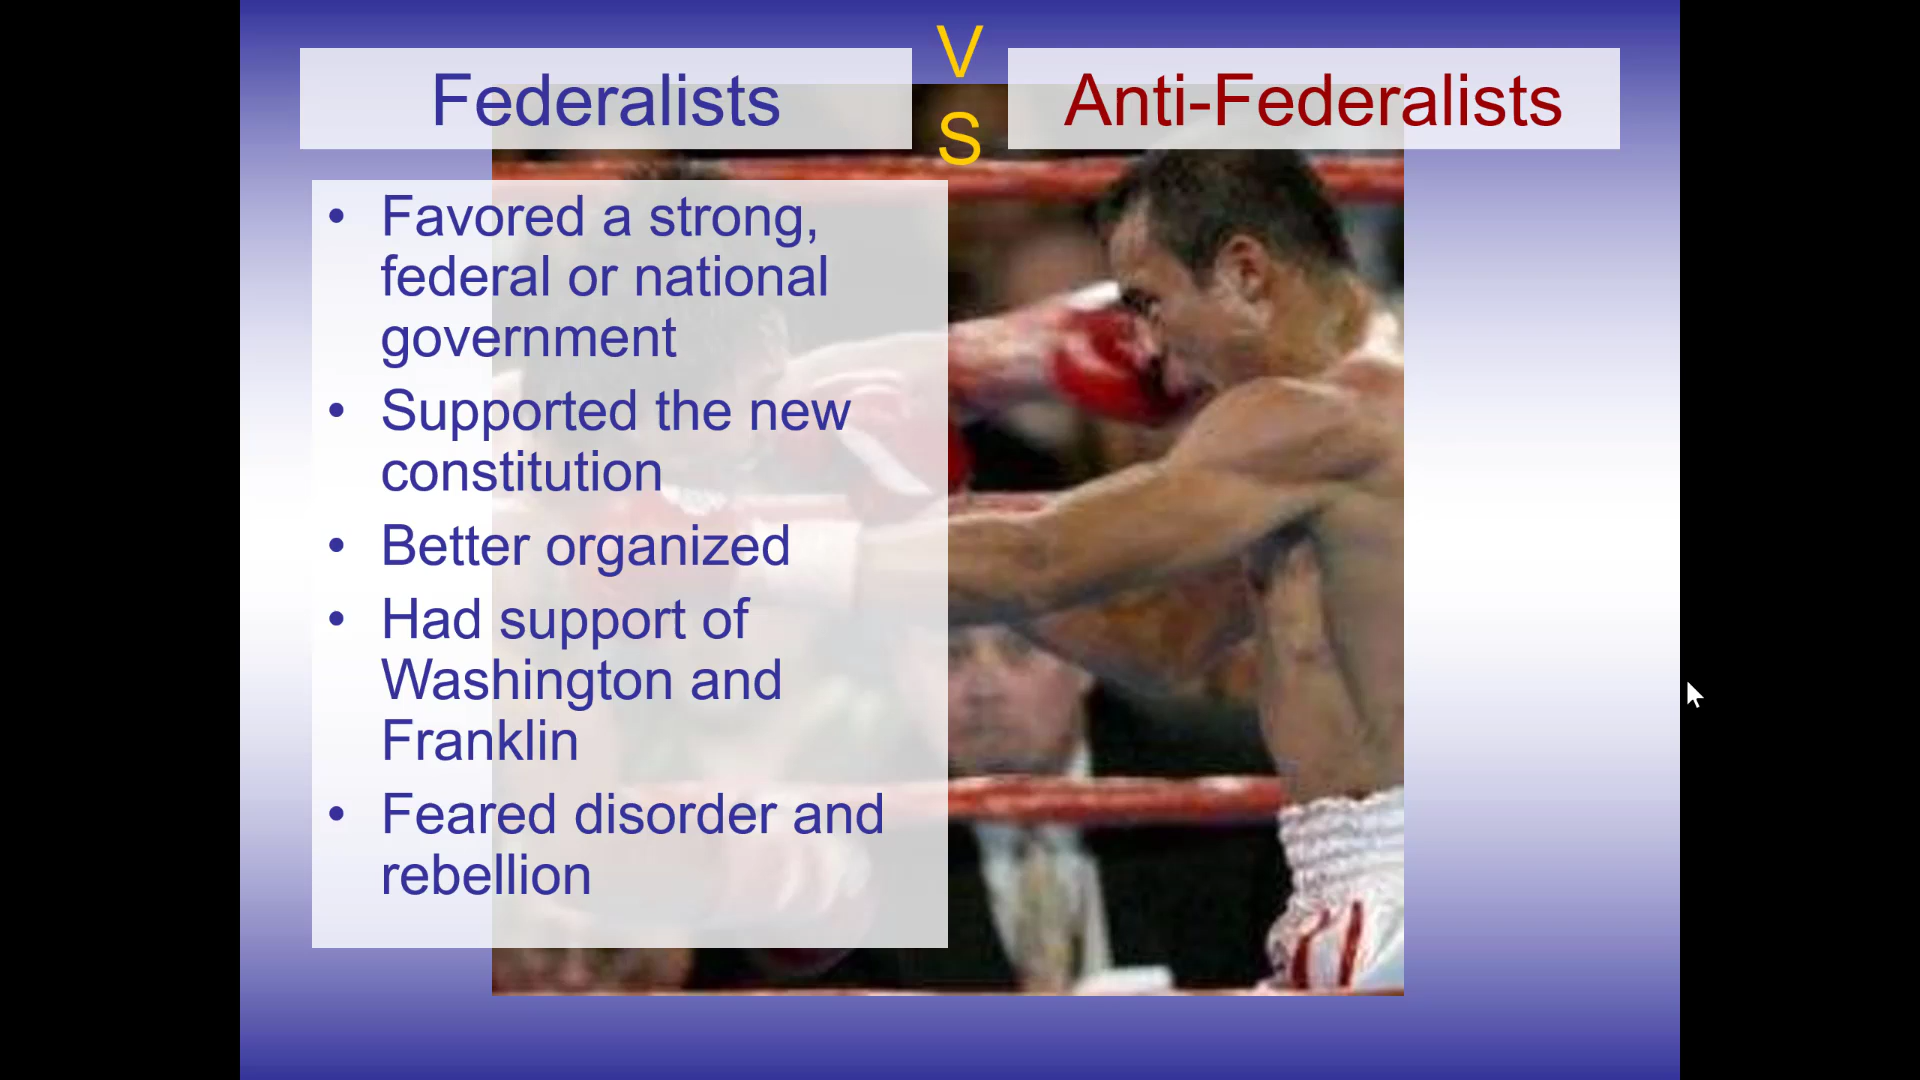 V
S
Federalists
Anti-Federalists
• Favored a strong,
federal or national
government
• Supported the new
constitution
• Better organized
• Had support of
Washington and
Franklin
• Feared disorder and
rebellion